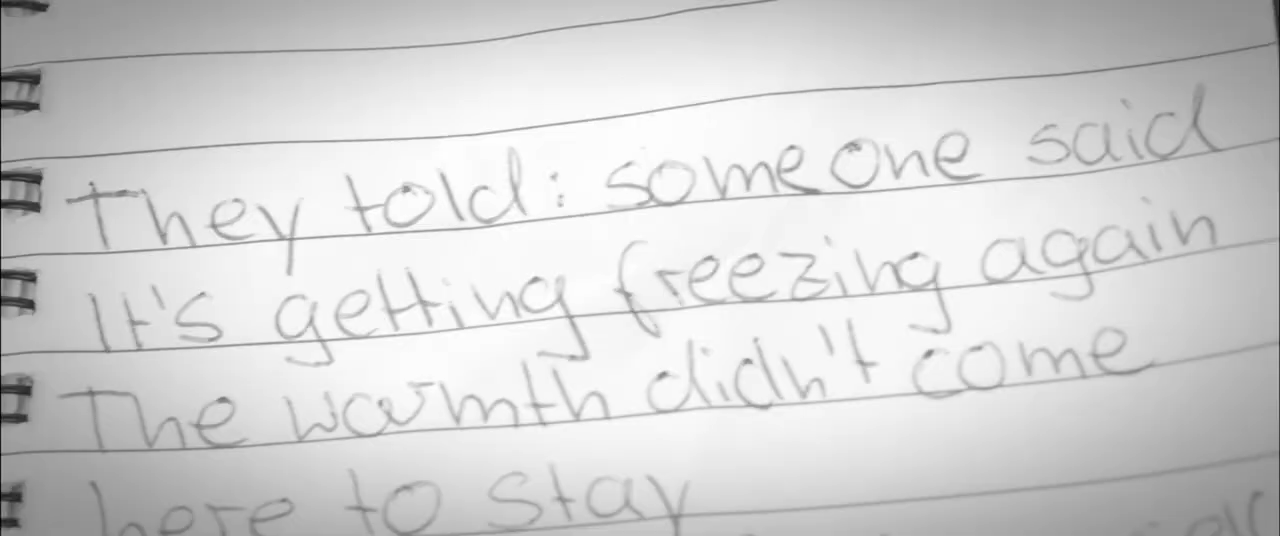 They told: someone said
It's getting freezing again
The warmth didn't come
here to stay